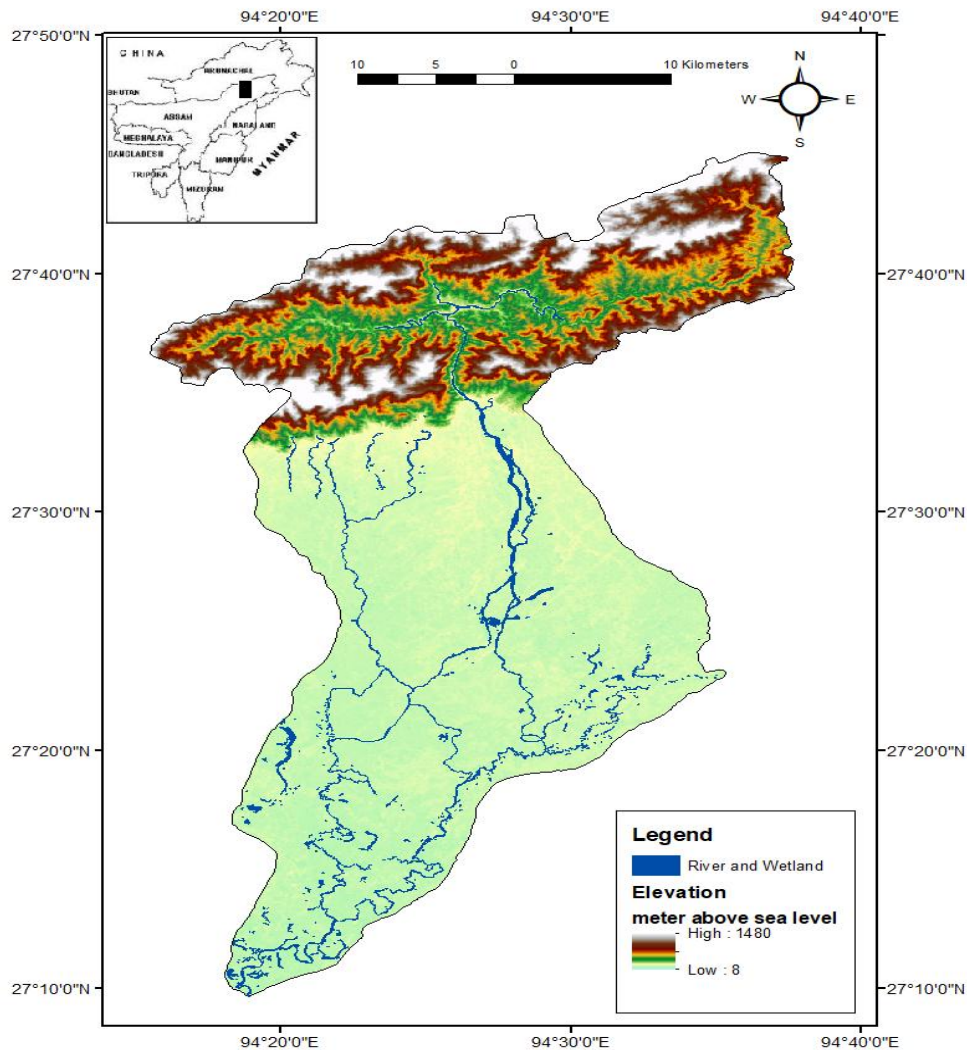 94°20'0"E 94°30'0"E 94°40'0"E
27°50'0"N 27°50'0"N
CHINA
ARUNACHAL
BHUTAN
ASSAM
NAGALAND
MEGHALAYA
BANGLADESH
MANIPUR
MYANMAR
TRIPURA
MIZORAM
10 5 0 10 Kilometers
N
W E
S
27°40'0"N 27°40'0"N
27°30'0"N 27°30'0"N
27°20'0"N 27°20'0"N
Legend
River and Wetland
Elevation
meter above sea level
High : 1480
Low : 8
27°10'0"N 27°10'0"N
94°20'0"E 94°30'0"E 94°40'0"E